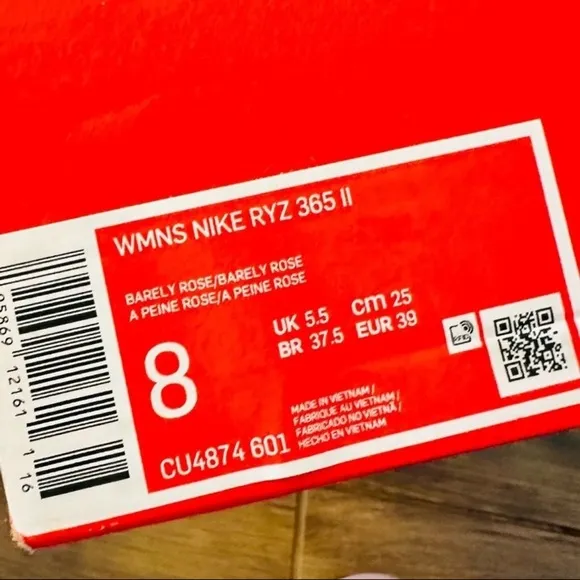 WMNS NIKE RYZ 365 II
BARELY ROSE/BARELY ROSE
A PEINE ROSE/A PEINE ROSE
8
UK 5.5 cm 25
BR 37.5 EUR 39
MADE IN VIETNAM /
FABRIQUE AU VIETNAM /
FABRICADO NO VIETNÃ /
HECHO EN VIETNAM
CU4874 601
95869 12161 1
16